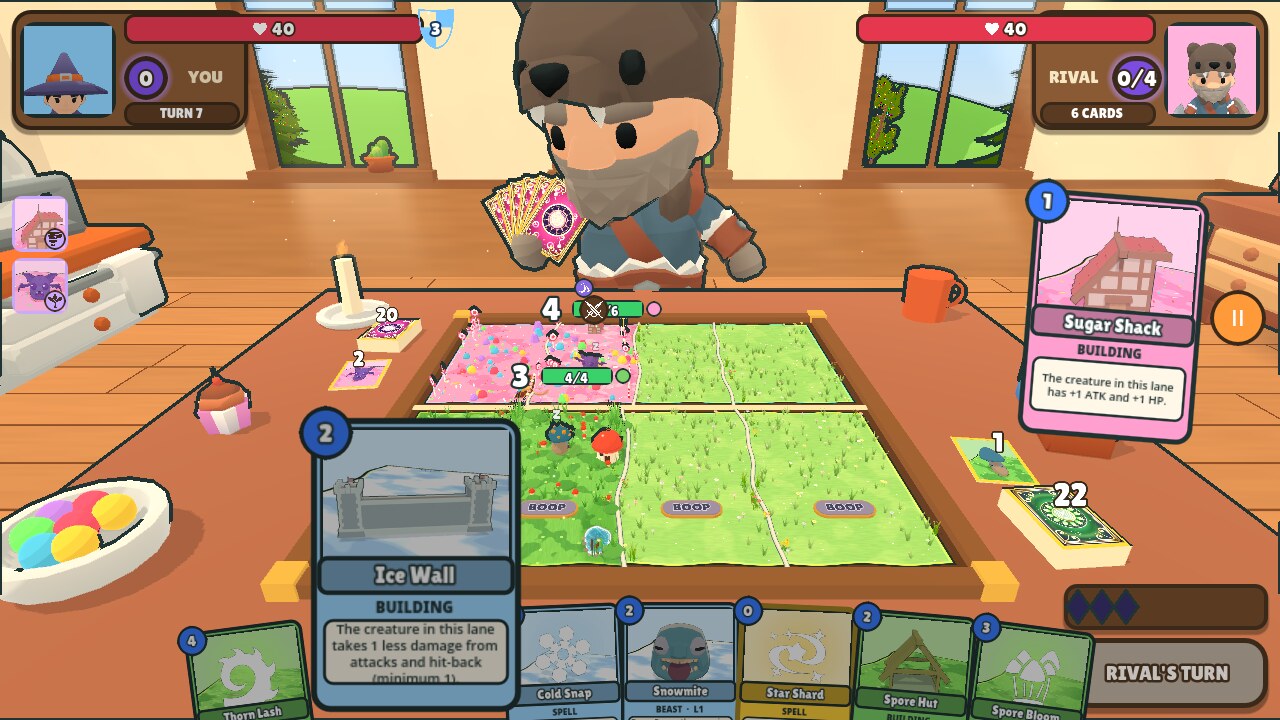 40
3
0
YOU
TURN 7
40
RIVAL
0/4
6 CARDS
1
Sugar Shack
BUILDING
The creature in this lane
has +1 ATK and +1 HP.
20
2
4
/6
3
4/4
BOOP
BOOP
BOOP
1
22
2
Ice Wall
BUILDING
The creature in this lane
takes 1 less damage from
attacks and hit-back
(minimum 1).
4
Thorn Lash
Cold Snap
SPELL
2
Snowmite
BEAST · L1
0
Star Shard
SPELL
2
Spore Hut
BUILDING
3
Spore Bloom
RIVAL'S TURN